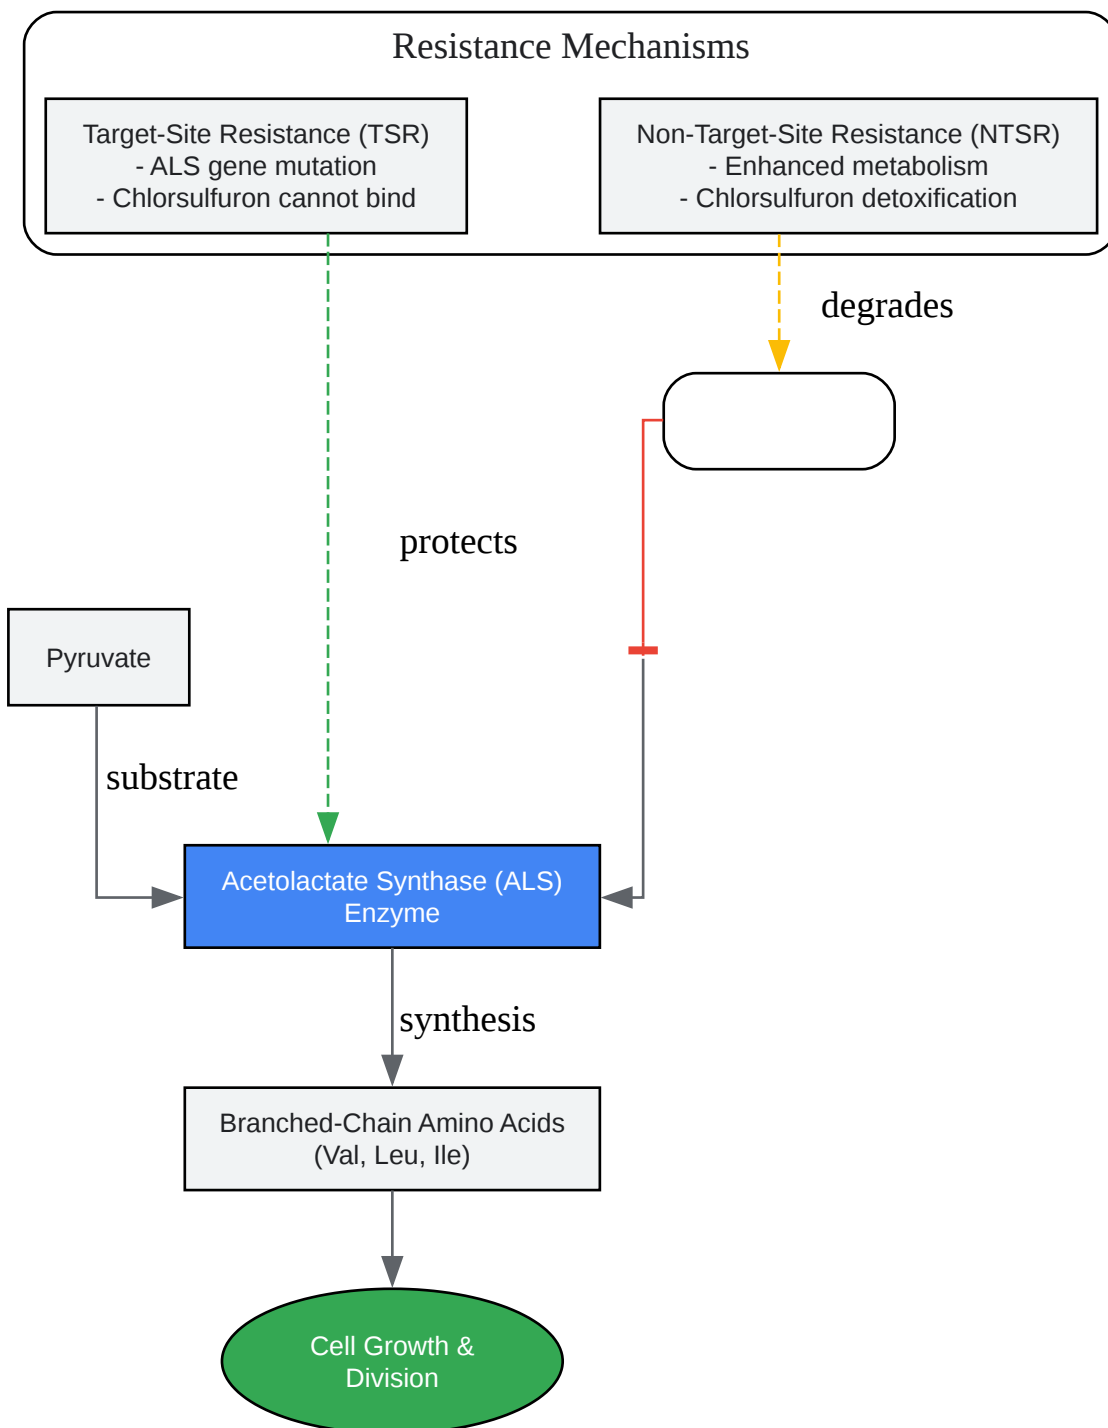 Resistance Mechanisms
Target-Site Resistance (TSR)
- ALS gene mutation
- Chlorsulfuron cannot bind
Non-Target-Site Resistance (NTSR)
- Enhanced metabolism
- Chlorsulfuron detoxification
degrades
protects
Pyruvate
substrate
Acetolactate Synthase (ALS)
Enzyme
synthesis
Branched-Chain Amino Acids
(Val, Leu, Ile)
Cell Growth &
Division